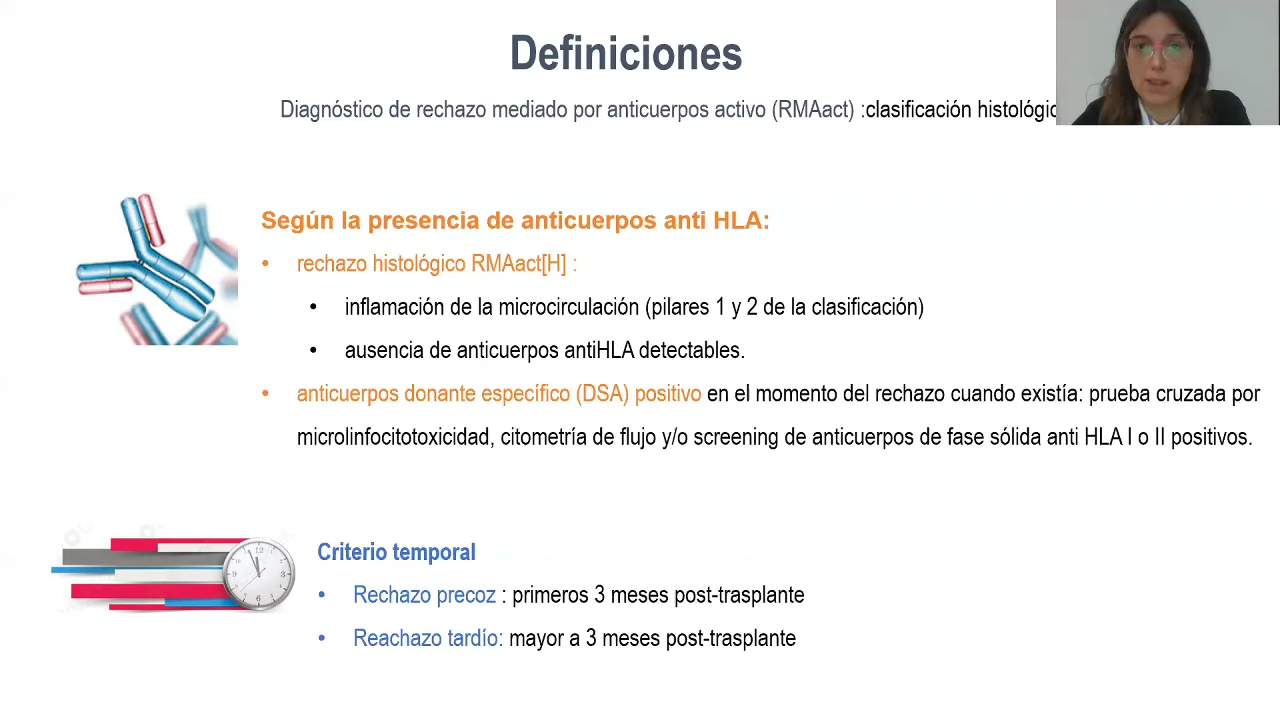 Definiciones
Diagnóstico de rechazo mediado por anticuerpos activo (RMAact) :clasificación
Según la presencia de anticuerpos anti HLA:
• rechazo histológico RMAact[H] :
• inflamación de la microcirculación (pilares 1 y 2 de la clasificación)
• ausencia de anticuerpos antiHLA detectables.
• anticuerpos donante específico (DSA) positivo en el momento del rechazo cuando existía: prueba cruzada por
microlinfocitotoxicidad, citometría de flujo y/o screening de anticuerpos de fase sólida anti HLA I o II positivos.
Criterio temporal
• Rechazo precoz : primeros 3 meses post-trasplante
• Reachazo tardío: mayor a 3 meses post-trasplante